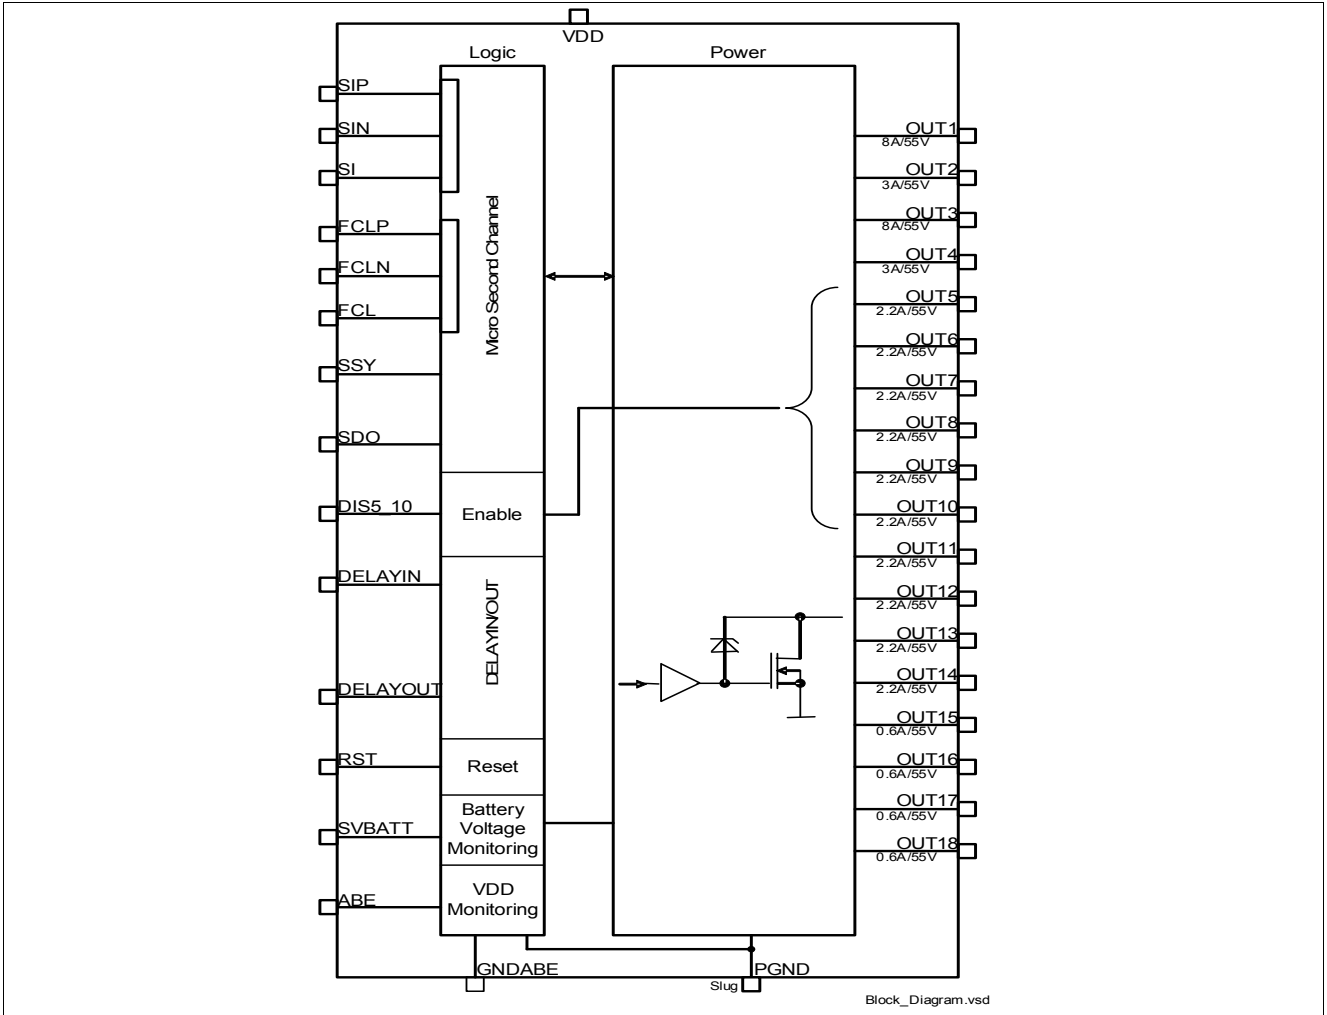 VDD
Logic
Power
SIP
SIN
SI
FCLP
FCLN
FCL
SSY
SDO
DIS5_10
DELAYIN
DELAYOUT
RST
SVBATT
ABE
Micro Second Channel
Enable
DELAYIN/OUT
Reset
Battery
Voltage
Monitoring
VDD
Monitoring
OUT1
8A/55V
OUT2
3A/55V
OUT3
8A/55V
OUT4
3A/55V
OUT5
2.2A/55V
OUT6
2.2A/55V
OUT7
2.2A/55V
OUT8
2.2A/55V
OUT9
2.2A/55V
OUT10
2.2A/55V
OUT11
2.2A/55V
OUT12
2.2A/55V
OUT13
2.2A/55V
OUT14
2.2A/55V
OUT15
0.6A/55V
OUT16
0.6A/55V
OUT17
0.6A/55V
OUT18
0.6A/55V
GNDABE
PGND
Slug
Block_Diagram.vsd